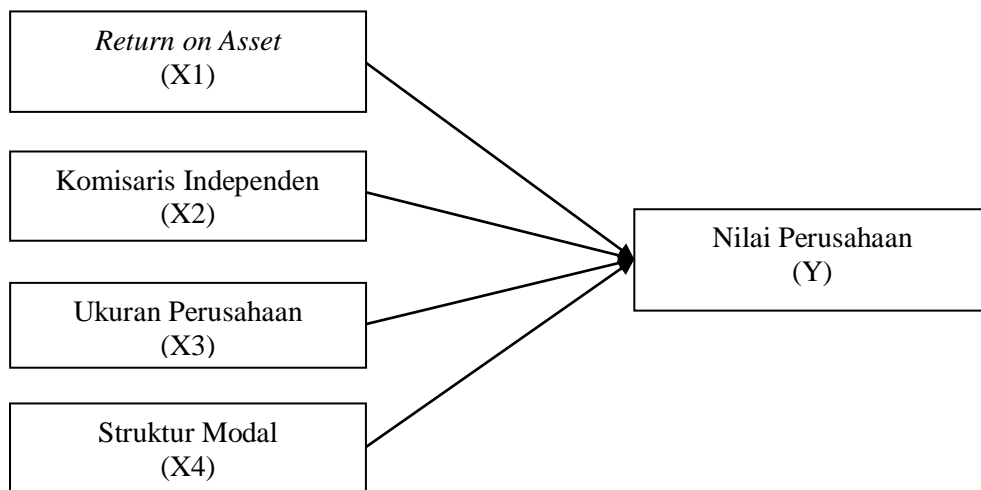 Return on Asset
(X1)
Komisaris Independen
(X2)
Ukuran Perusahaan
(X3)
Struktur Modal
(X4)
Nilai Perusahaan
(Y)